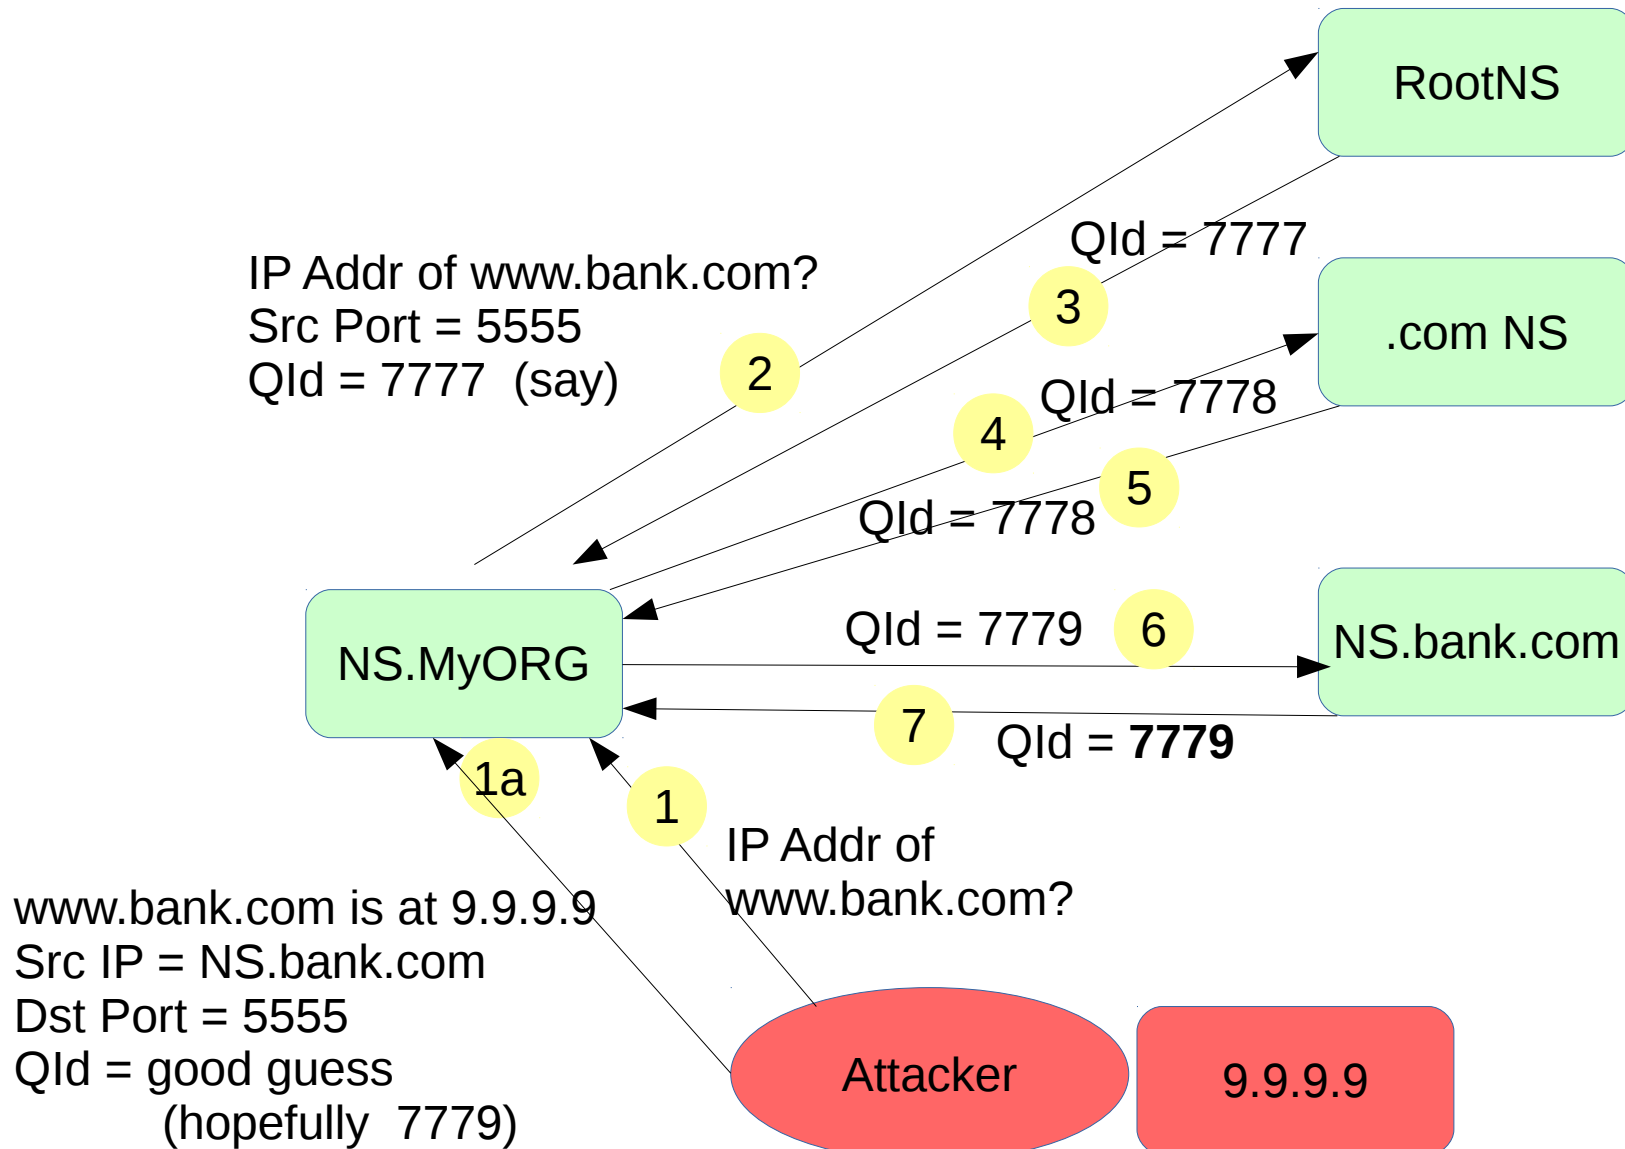 RootNS
QId = 7777
IP Addr of www.bank.com?
Src Port = 5555
QId = 7777  (say)
2
3
.com NS
QId = 7778
4
5
QId = 7778
NS.MyORG
QId = 7779
6
NS.bank.com
7
QId = 7779
1a
1
IP Addr of
www.bank.com?
www.bank.com is at 9.9.9.9
Src IP = NS.bank.com
Dst Port = 5555
QId = good guess
(hopefully  7779)
Attacker
9.9.9.9